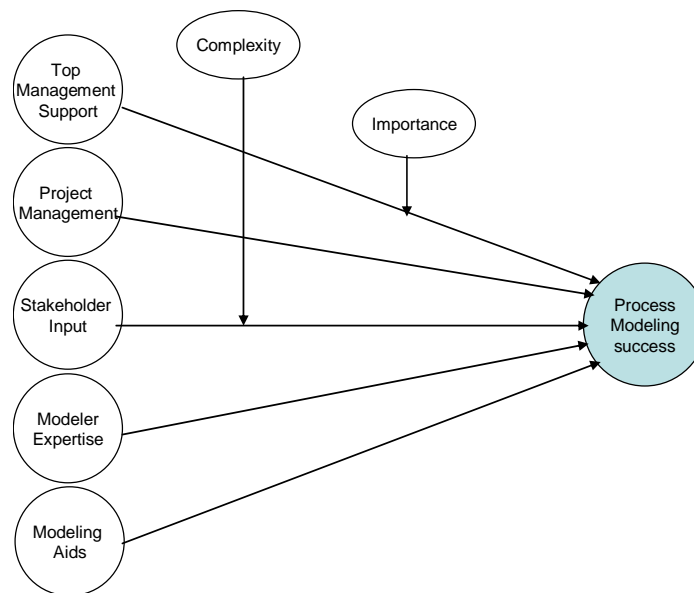 Complexity
Top
Management
Support
Importance
Project
Management
Stakeholder
Input
Process
Modeling
success
Modeler
Expertise
Modeling
Aids